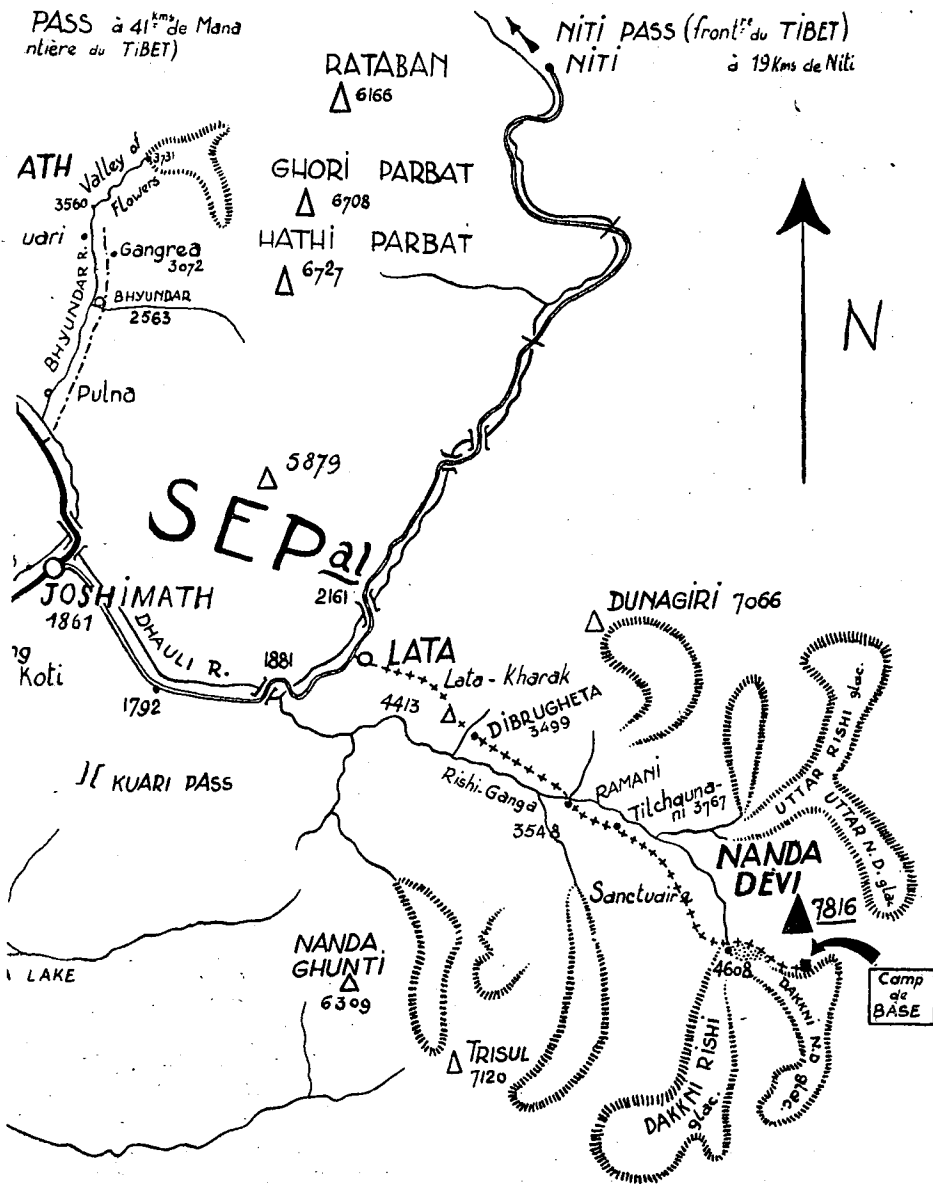 PASS à 41 kms de Mana
ntière du TiBET)
NiTi PASS (frontre du TiBET)
NiTi
à 19 Kms de Niti
RATABAN
6166
ATH
Valley of
Flowers
3731
3560
GHORi PARBAT
6708
uari
Gangrea
3072
HATHi PARBAT
6727
BHYUNDAR R.
BHYUNDAR
2563
N
Pulna
5879
SEPal
JOSHiMATH
1861
2161
DUNAGiRi 7066
DHAULi R.
1881
LATA
ng
Koti
Lata-Kharak
1792
4413
DiBRUGHETA
3499
KUARi PASS
Rishi-Ganga
RAMANi
Tilchauna-
ni 3767
3548
UTTAR RiSHi glac.
UTTAR N.D. glac.
NANDA
DEVi
7816
Sanctuaire
NANDA
GHUNTi
6309
A LAKE
4608
DAKKNi N.D
glac.
Camp
de
BASE
TRiSUL
7120
DAKKNi RiSHi
glac.